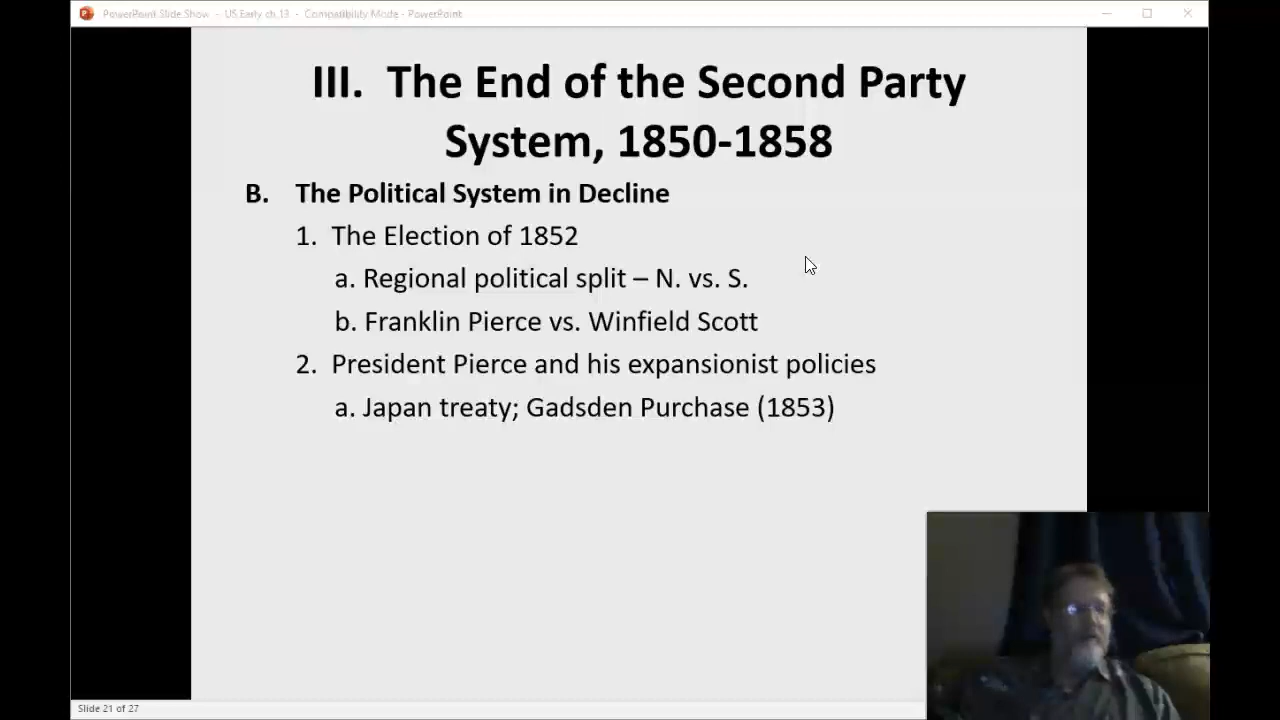 PowerPoint Slide Show - US Early ch 13 - Compatibility Mode - PowerPoint
III. The End of the Second Party
System, 1850-1858
B. The Political System in Decline
1. The Election of 1852
a. Regional political split – N. vs. S.
b. Franklin Pierce vs. Winfield Scott
2. President Pierce and his expansionist policies
a. Japan treaty; Gadsden Purchase (1853)
Slide 21 of 27